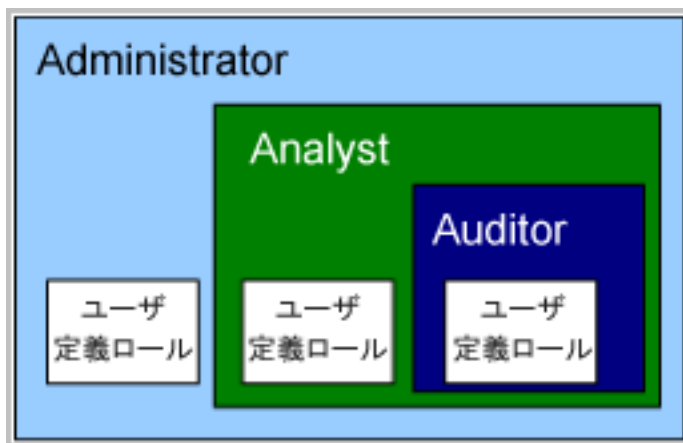 Administrator
Analyst
Auditor
ユーザ
定義ロール
ユーザ
定義ロール
ユーザ
定義ロール